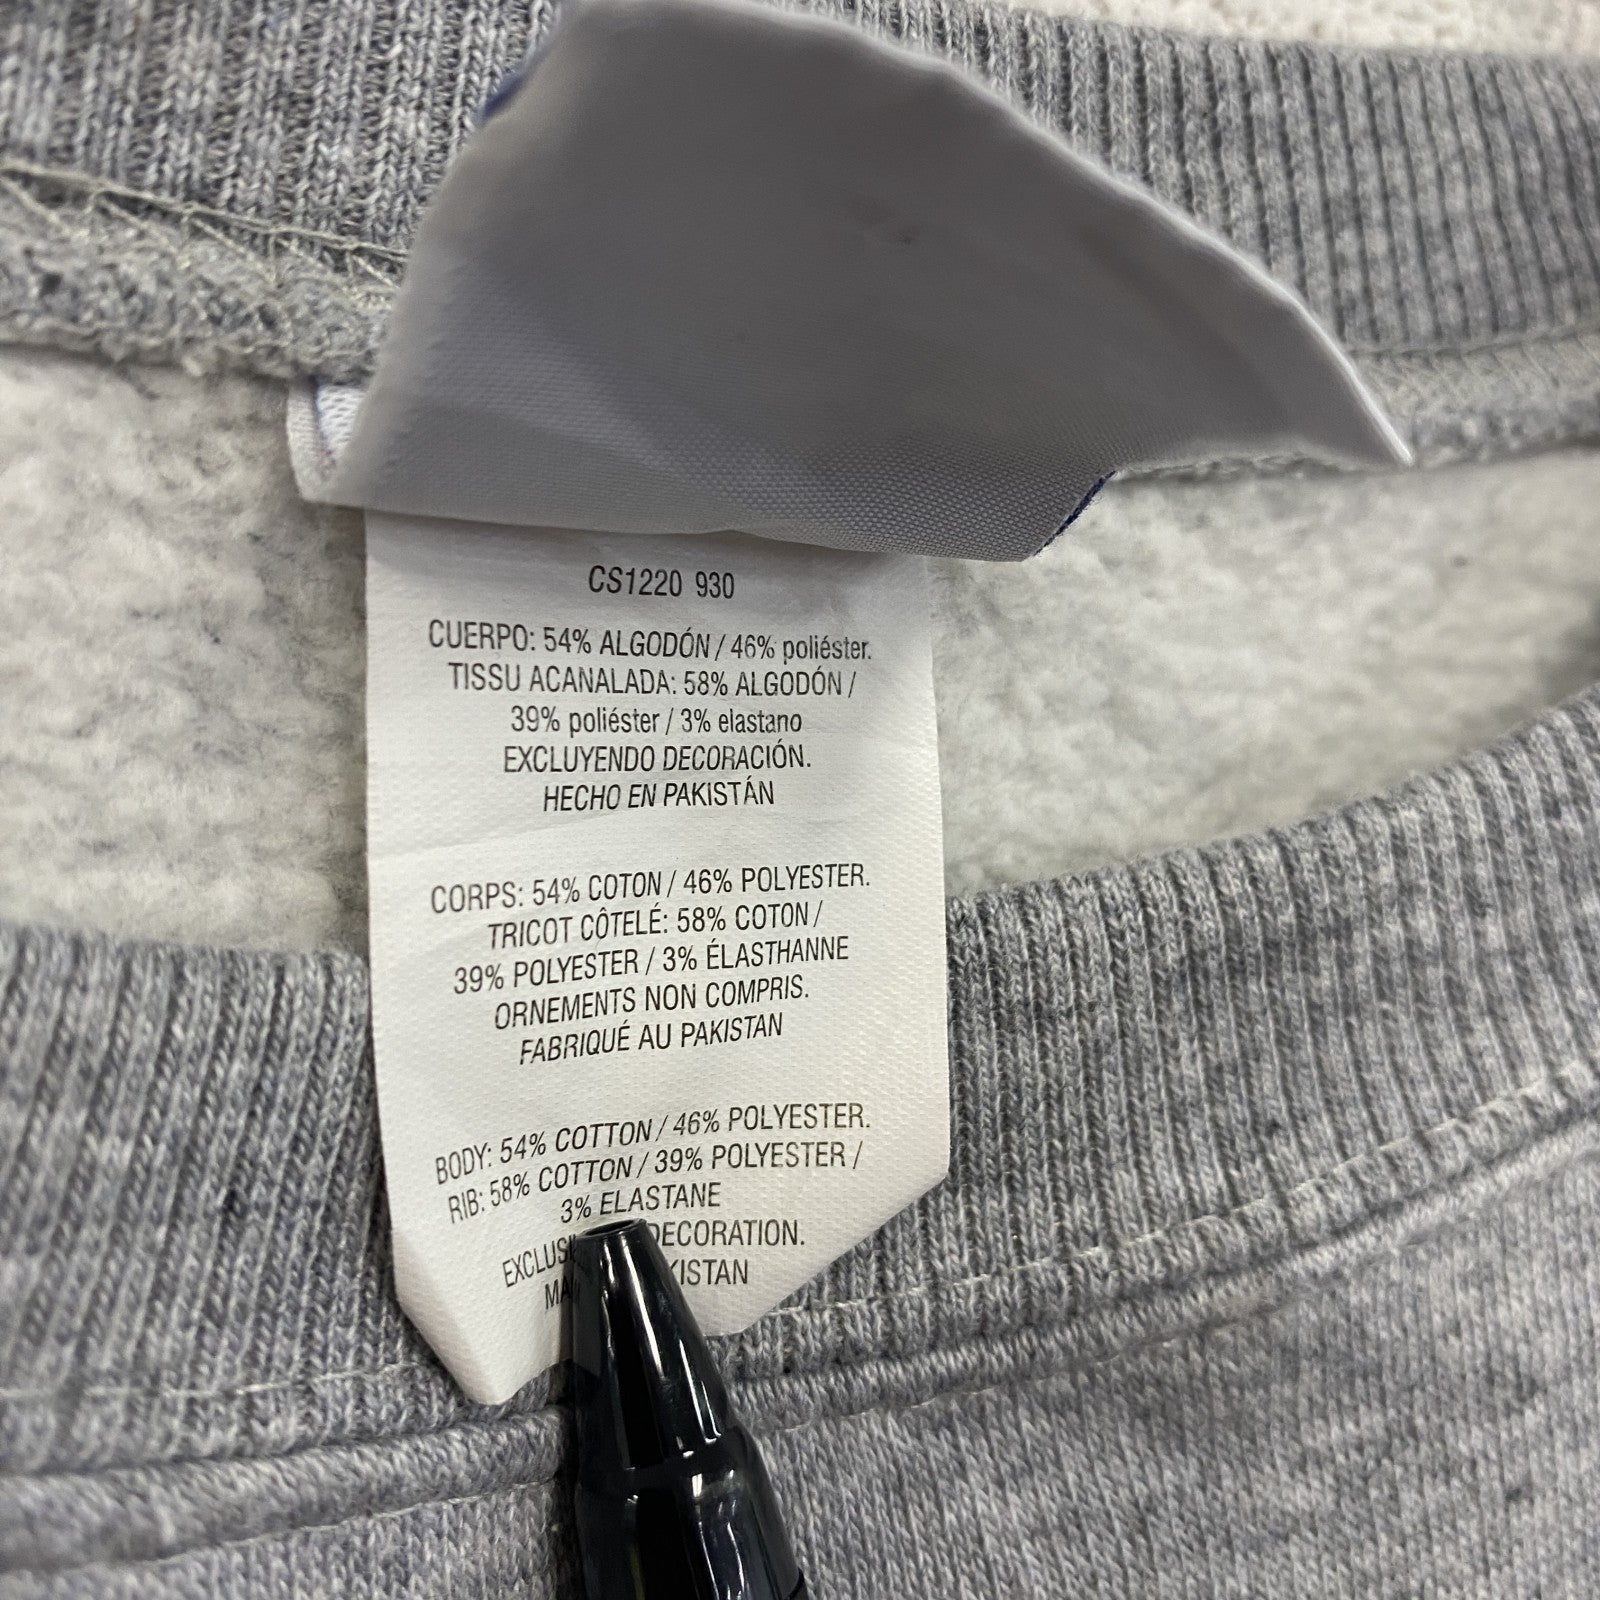 CS1220 930
CUERPO: 54% ALGODÓN / 46% poliéster.
TISSU ACANALADA: 58% ALGODÓN /
39% poliéster / 3% elastano
EXCLUYENDO DECORACIÓN.
HECHO EN PAKISTÁN
CORPS: 54% COTON / 46% POLYESTER.
TRICOT CÔTELÉ: 58% COTON /
39% POLYESTER / 3% ÉLASTHANNE
ORNEMENTS NON COMPRIS.
FABRIQUÉ AU PAKISTAN
BODY: 54% COTTON / 46% POLYESTER.
RIB: 58% COTTON / 39% POLYESTER /
3% ELASTANE
DECORATION.